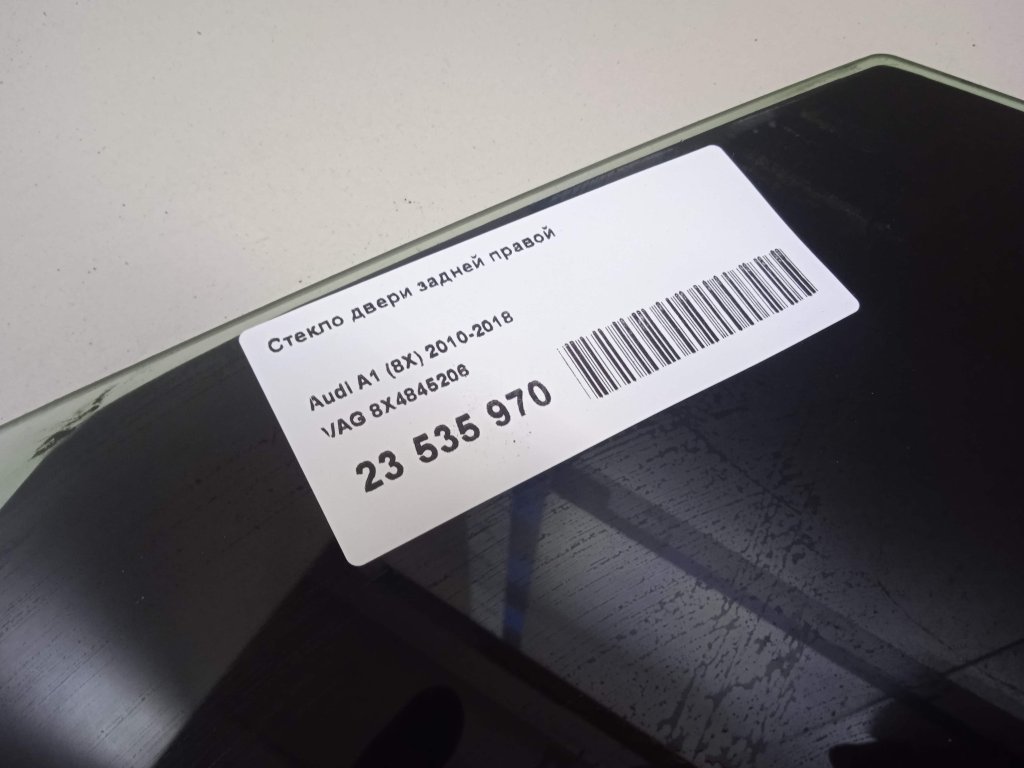 Стекло двери задней правой
Audi A1 (8X) 2010-2018
VAG 8X4845206
23 535 970